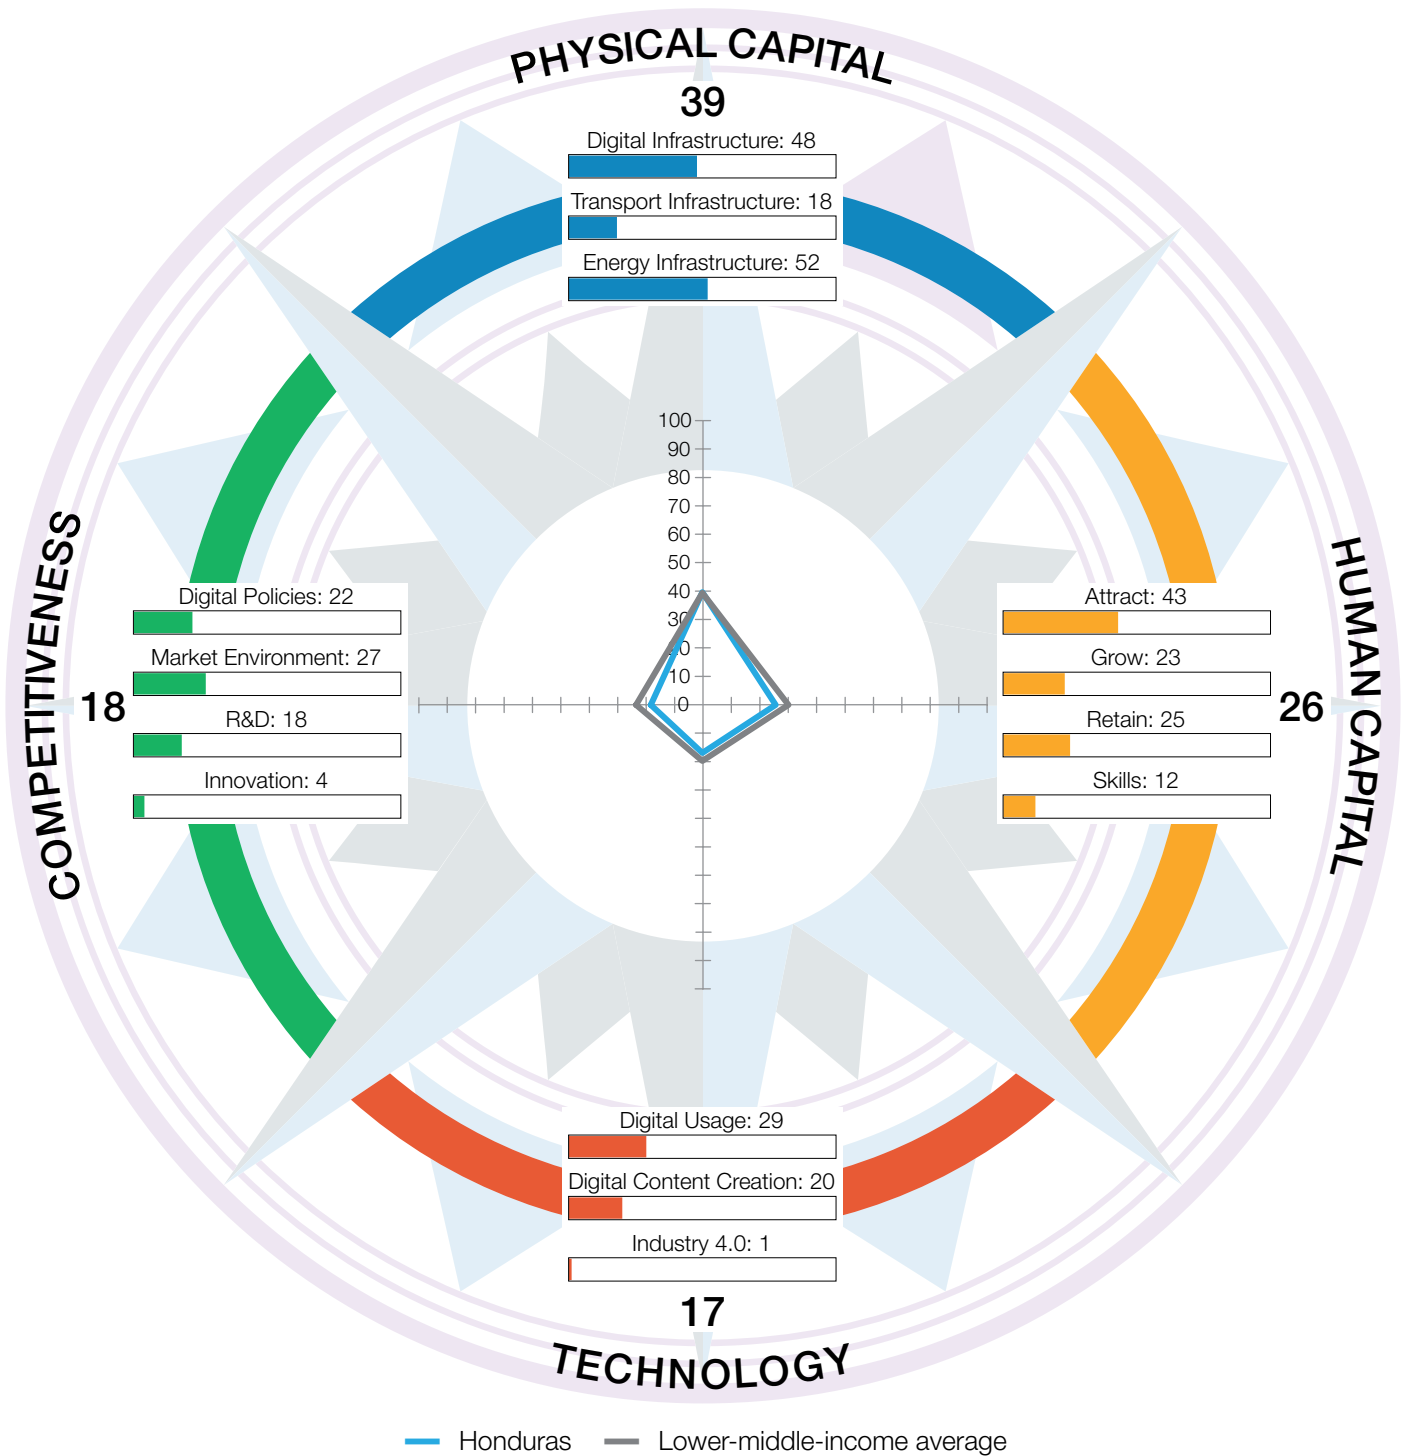 PHYSICAL CAPITAL
39
Digital Infrastructure: 48
Transport Infrastructure: 18
Energy Infrastructure: 52
100
90
80
70
60
50
40
30
20
10
0
COMPETITIVENESS
18
Digital Policies: 22
Market Environment: 27
R&D: 18
Innovation: 4
HUMAN CAPITAL
26
Attract: 43
Grow: 23
Retain: 25
Skills: 12
Digital Usage: 29
Digital Content Creation: 20
Industry 4.0: 1
17
TECHNOLOGY
Honduras
Lower-middle-income average